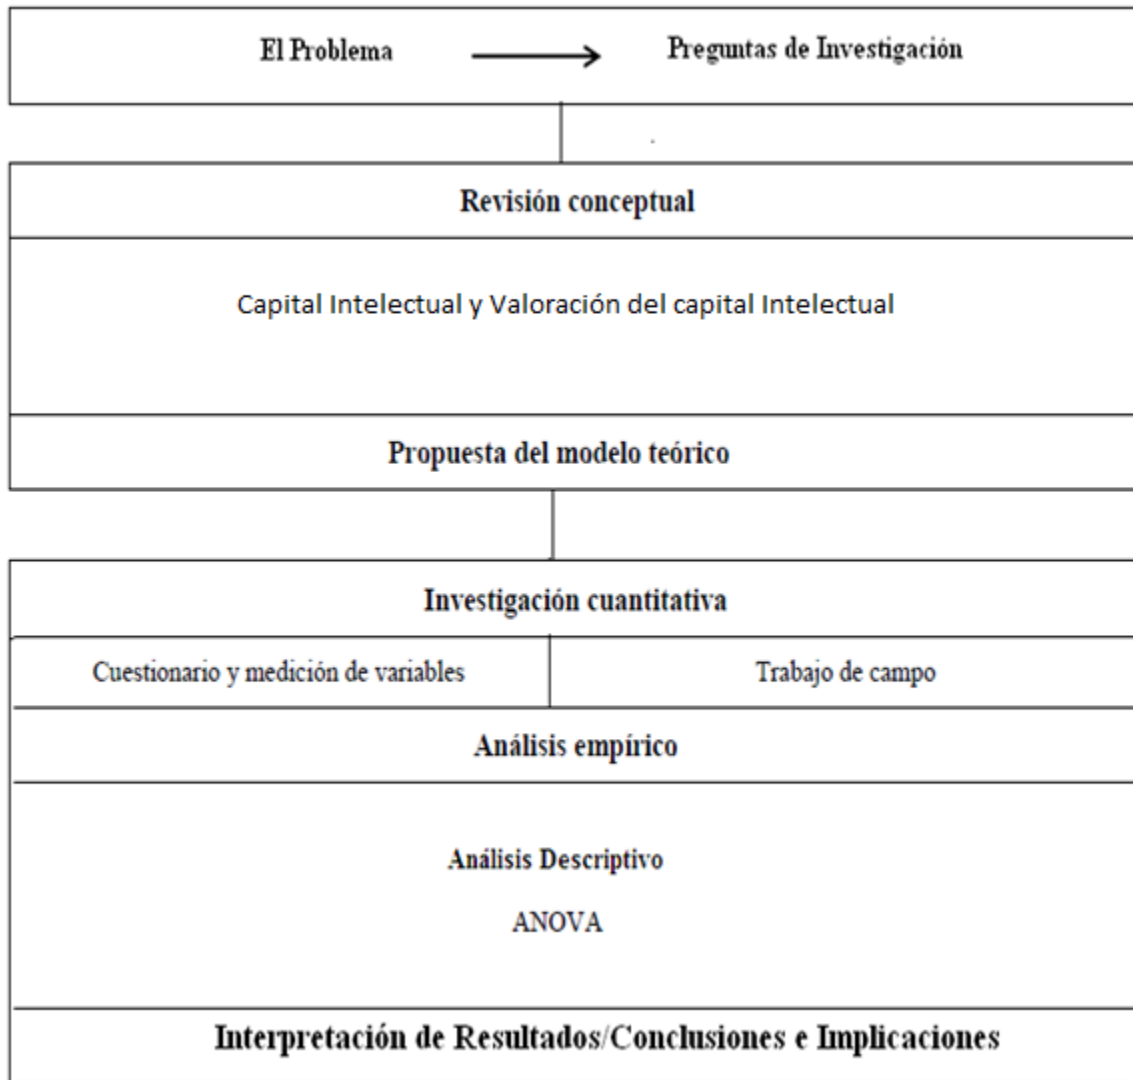 El Problema → Preguntas de Investigación
Revisión conceptual
Capital Intelectual y Valoración del capital Intelectual
Propuesta del modelo teórico
Investigación cuantitativa
Cuestionario y medición de variables
Trabajo de campo
Análisis empírico
Análisis Descriptivo
ANOVA
Interpretación de Resultados/Conclusiones e Implicaciones